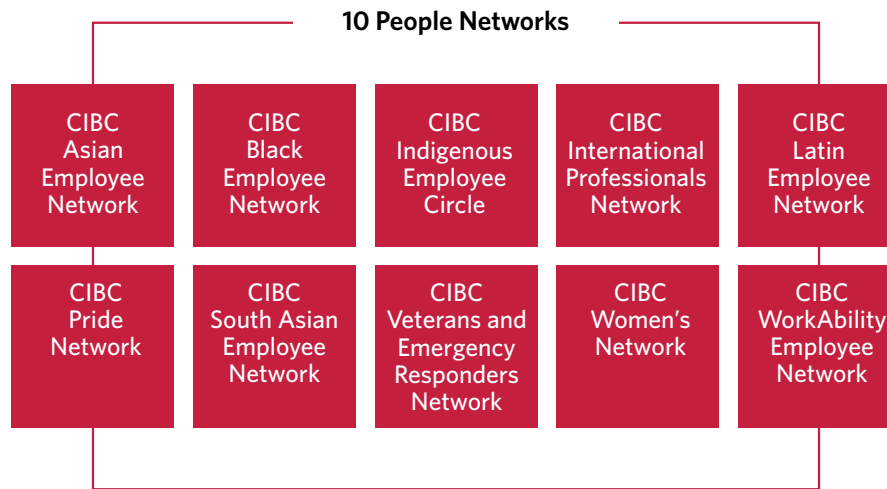 10 People Networks
CIBC
Asian
Employee
Network
CIBC
Black
Employee
Network
CIBC
Indigenous
Employee
Circle
CIBC
International
Professionals
Network
CIBC
Latin
Employee
Network
CIBC
Pride
Network
CIBC
South Asian
Employee
Network
CIBC
Veterans and
Emergency
Responders
Network
CIBC
Women's
Network
CIBC
WorkAbility
Employee
Network